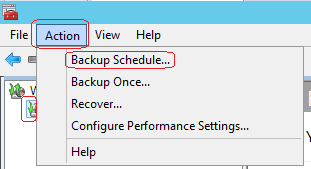 File Action View Help
Backup Schedule...
Backup Once...
Recover...
Configure Performance Settings...
Help